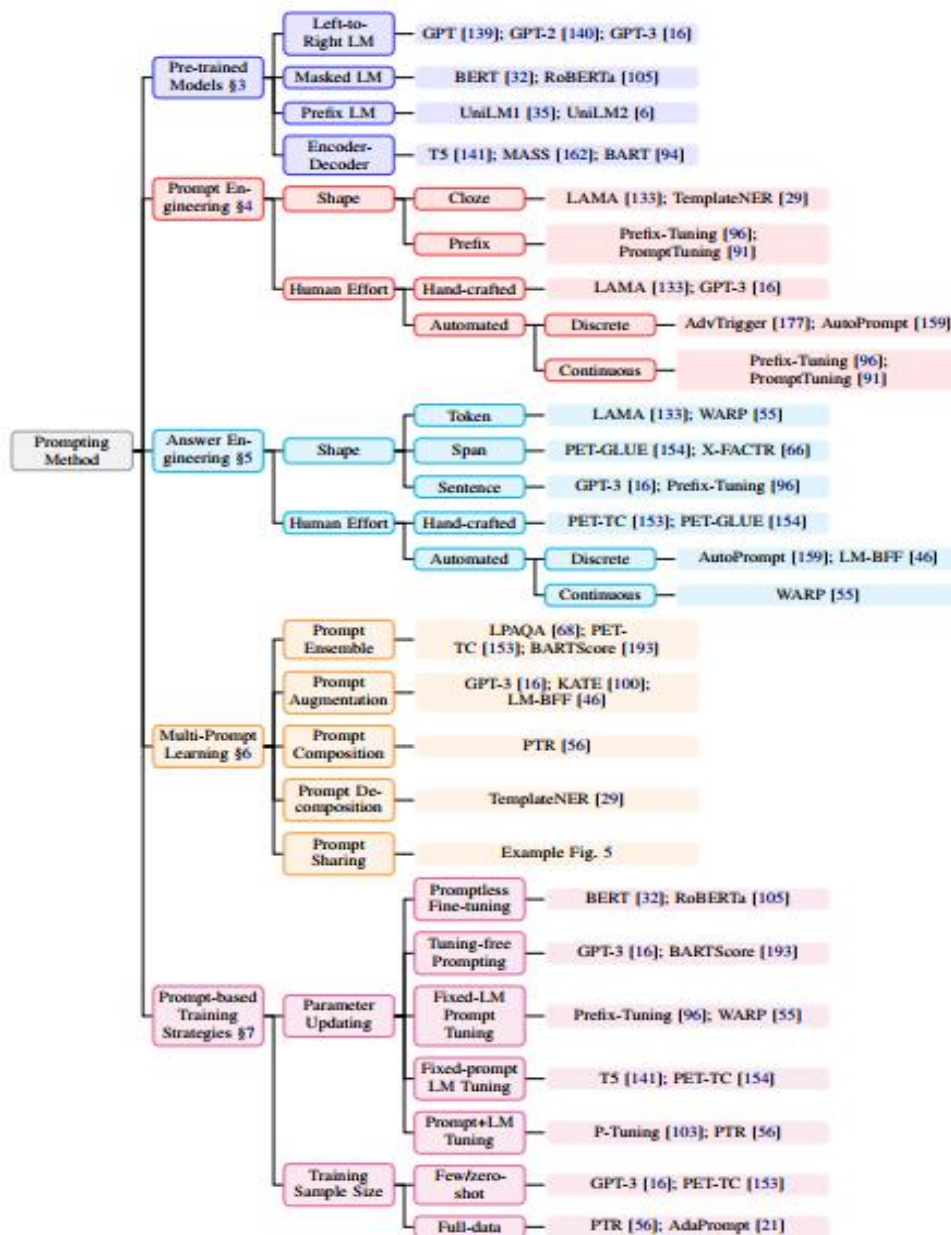 Left-to-
Right LM
GPT [139]; GPT-2 [140]; GPT-3 [16]
Pre-trained
Models §3
Masked LM
BERT [32]; RoBERTa [105]
Prefix LM
UniLM1 [35]; UniLM2 [6]
Encoder-
Decoder
T5 [141]; MASS [162]; BART [94]
Prompt En-
gineering §4
Shape
Cloze
LAMA [133]; TemplateNER [29]
Prefix
Prefix-Tuning [96];
PromptTuning [91]
Human Effort
Hand-crafted
LAMA [133]; GPT-3 [16]
Automated
Discrete
AdvTrigger [177]; AutoPrompt [159]
Continuous
Prefix-Tuning [96];
PromptTuning [91]
Prompting
Method
Answer En-
gineering §5
Shape
Token
LAMA [133]; WARP [55]
Span
PET-GLUE [154]; X-FACTR [66]
Sentence
GPT-3 [16]; Prefix-Tuning [96]
Human Effort
Hand-crafted
PET-TC [153]; PET-GLUE [154]
Automated
Discrete
AutoPrompt [159]; LM-BFF [46]
Continuous
WARP [55]
Multi-Prompt
Learning §6
Prompt
Ensemble
LPAQA [68]; PET-
TC [153]; BARTScore [193]
Prompt
Augmentation
GPT-3 [16]; KATE [100];
LM-BFF [46]
Prompt
Composition
PTR [56]
Prompt De-
composition
TemplateNER [29]
Prompt
Sharing
Example Fig. 5
Prompt-based
Training
Strategies §7
Parameter
Updating
Promptless
Fine-tuning
BERT [32]; RoBERTa [105]
Tuning-free
Prompting
GPT-3 [16]; BARTScore [193]
Fixed-LM
Prompt
Tuning
Prefix-Tuning [96]; WARP [55]
Fixed-prompt
LM Tuning
T5 [141]; PET-TC [154]
Prompt+LM
Tuning
P-Tuning [103]; PTR [56]
Training
Sample Size
Few/zero-
shot
GPT-3 [16]; PET-TC [153]
Full-data
PTR [56]; AdaPrompt [21]